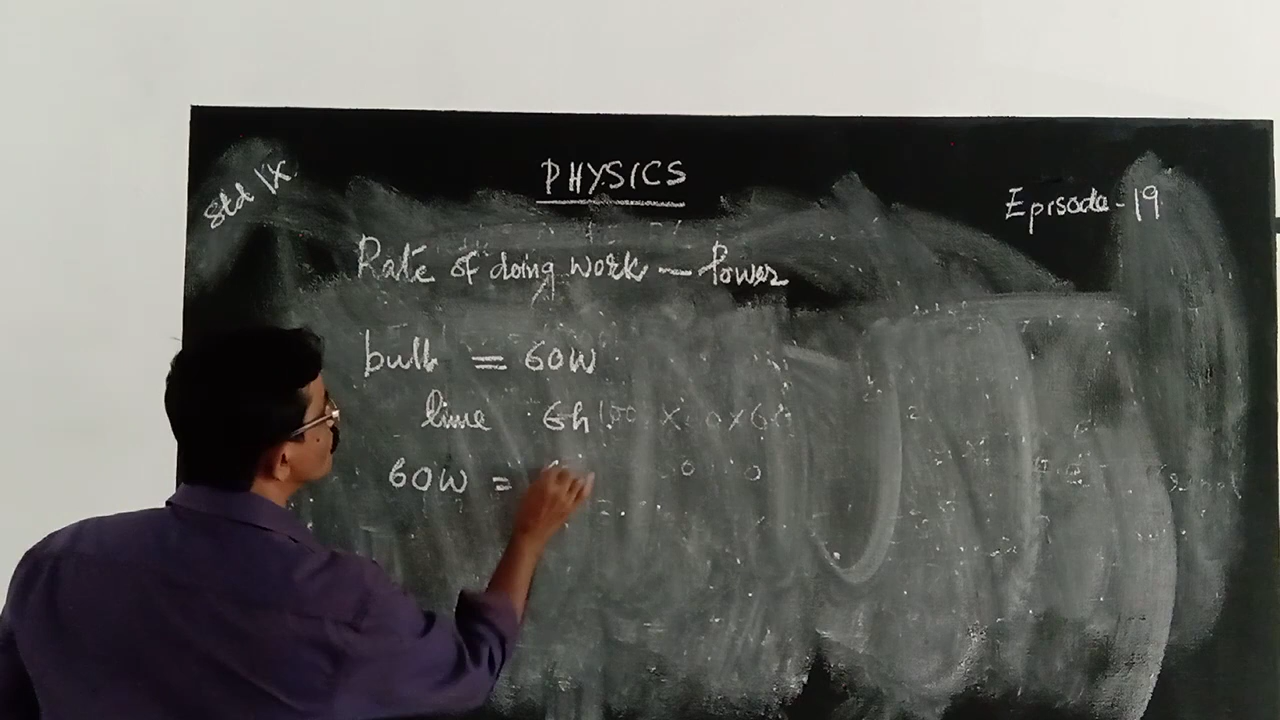 PHYSICS
Std IX
Episode-19
Rate of doing work — Power
bulb = 60W
time 6h
60W =